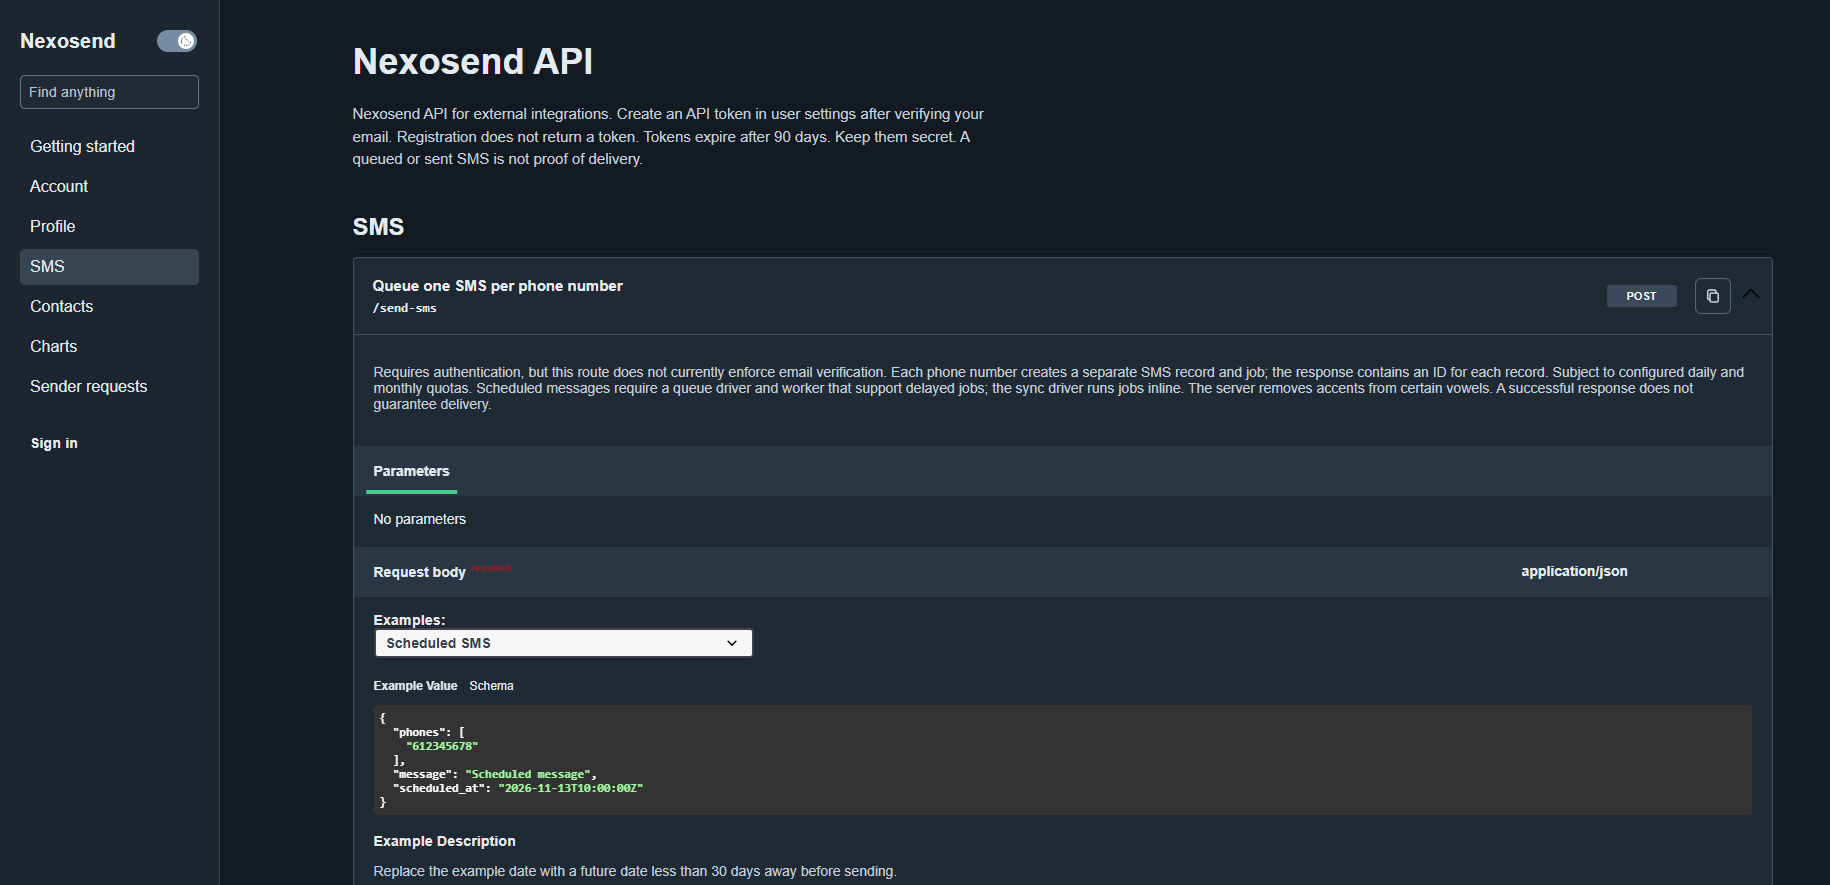 Nexosend
Find anything
Getting started
Account
Profile
SMS
Contacts
Charts
Sender requests
Sign in
Nexosend API
Nexosend API for external integrations. Create an API token in user settings after verifying your
email. Registration does not return a token. Tokens expire after 90 days. Keep them secret. A
queued or sent SMS is not proof of delivery.
SMS
Queue one SMS per phone number
/send-sms
POST
Requires authentication, but this route does not currently enforce email verification. Each phone number creates a separate SMS record and job; the response contains an ID for each record. Subject to configured daily and
monthly quotas. Scheduled messages require a queue driver and worker that support delayed jobs; the sync driver runs jobs inline. The server removes accents from certain vowels. A successful response does not
guarantee delivery.
Parameters
No parameters
Request body required
application/json
Examples:
Scheduled SMS
Example Value Schema
{
"phones": [
"612345678"
],
"message": "Scheduled message",
"scheduled_at": "2026-11-13T10:00:00Z"
}
Example Description
Replace the example date with a future date less than 30 days away before sending.